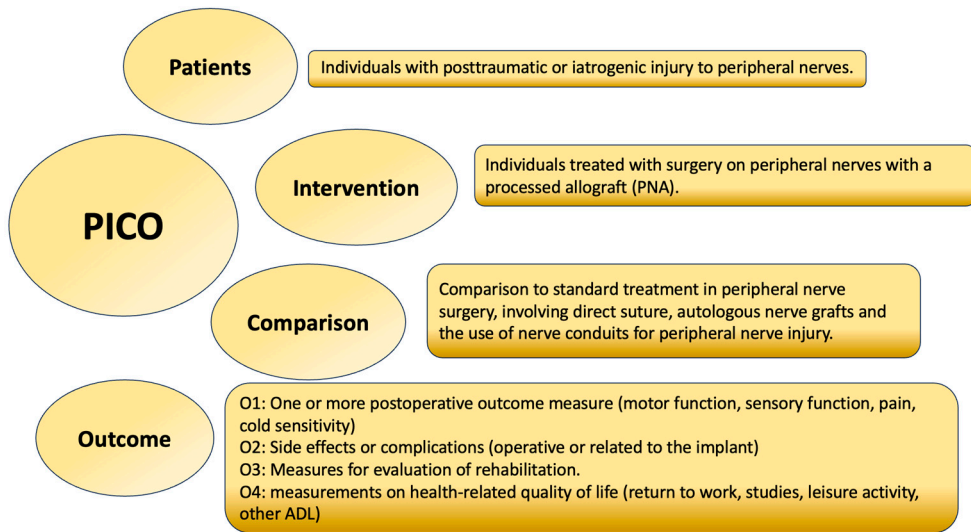 Patients
Individuals with posttraumatic or iatrogenic injury to peripheral nerves.
PICO
Intervention
Individuals treated with surgery on peripheral nerves with a
processed allograft (PNA).
Comparison
Comparison to standard treatment in peripheral nerve
surgery, involving direct suture, autologous nerve grafts and
the use of nerve conduits for peripheral nerve injury.
Outcome
O1: One or more postoperative outcome measure (motor function, sensory function, pain,
cold sensitivity)
O2: Side effects or complications (operative or related to the implant)
O3: Measures for evaluation of rehabilitation.
O4: measurements on health-related quality of life (return to work, studies, leisure activity,
other ADL)